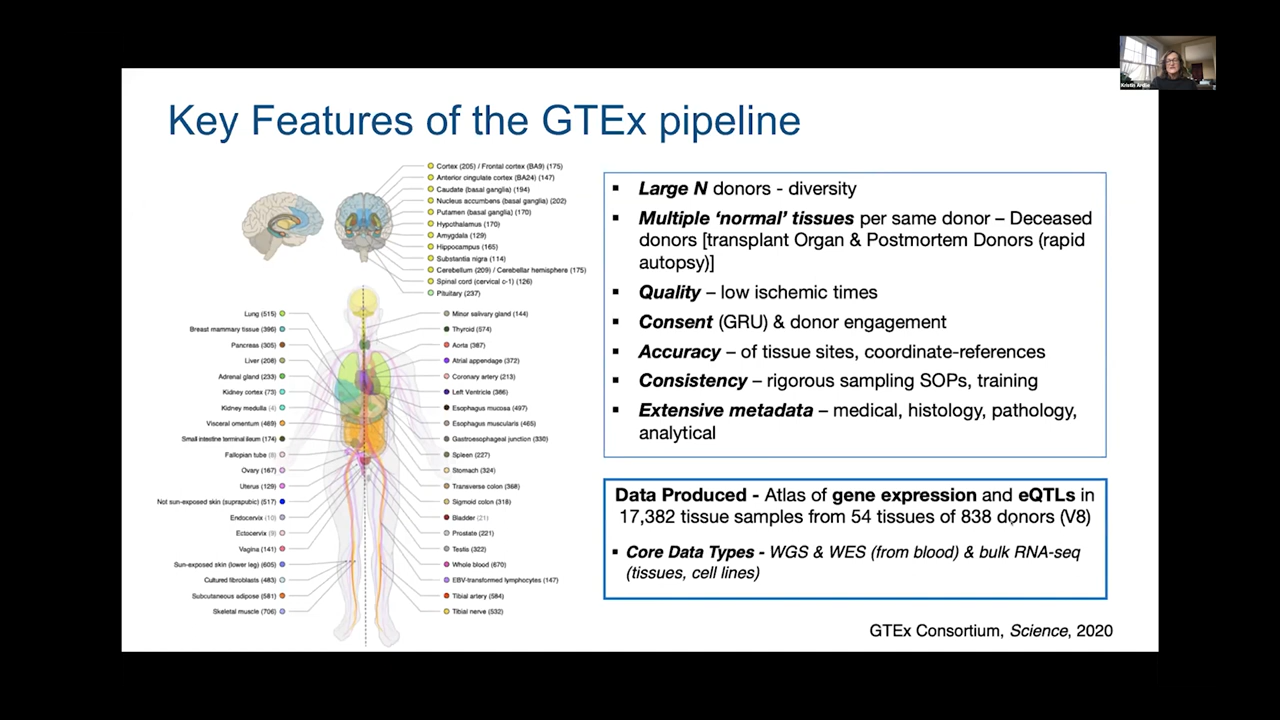 Key Features of the GTEx pipeline
Cortex (205) / Frontal cortex (BA9) (175)
Anterior cingulate cortex (BA24) (147)
Caudate (basal ganglia) (194)
Nucleus accumbens (basal ganglia) (202)
Putamen (basal ganglia) (170)
Hypothalamus (170)
Amygdala (129)
Hippocampus (165)
Substantia nigra (114)
Cerebellum (209) / Cerebellar hemisphere (175)
Spinal cord (cervical c-1) (126)
Pituitary (237)
Lung (515)
Breast mammary tissue (396)
Pancreas (305)
Liver (208)
Adrenal gland (233)
Kidney cortex (73)
Kidney medulla (4)
Visceral omentum (469)
Small intestine terminal ileum (174)
Fallopian tube (8)
Ovary (167)
Uterus (129)
Not sun-exposed skin (suprapubic) (517)
Endocervix (10)
Ectocervix (9)
Vagina (141)
Sun-exposed skin (lower leg) (605)
Cultured fibroblasts (483)
Subcutaneous adipose (581)
Skeletal muscle (706)
Minor salivary gland (144)
Thyroid (574)
Aorta (387)
Atrial appendage (372)
Coronary artery (213)
Left Ventricle (386)
Esophagus mucosa (497)
Esophagus muscularis (465)
Gastroesophageal junction (330)
Spleen (227)
Stomach (324)
Transverse colon (368)
Sigmoid colon (318)
Bladder (21)
Prostate (221)
Testis (322)
Whole blood (670)
EBV-transformed lymphocytes (147)
Tibial artery (584)
Tibial nerve (532)
▪ Large N donors - diversity
▪ Multiple ‘normal’ tissues per same donor – Deceased
donors [transplant Organ & Postmortem Donors (rapid
autopsy)]
▪ Quality – low ischemic times
▪ Consent (GRU) & donor engagement
▪ Accuracy – of tissue sites, coordinate-references
▪ Consistency – rigorous sampling SOPs, training
▪ Extensive metadata – medical, histology, pathology,
analytical
Data Produced - Atlas of gene expression and eQTLs in
17,382 tissue samples from 54 tissues of 838 donors (V8)
▪ Core Data Types - WGS & WES (from blood) & bulk RNA-seq
(tissues, cell lines)
GTEx Consortium, Science, 2020
Kristin